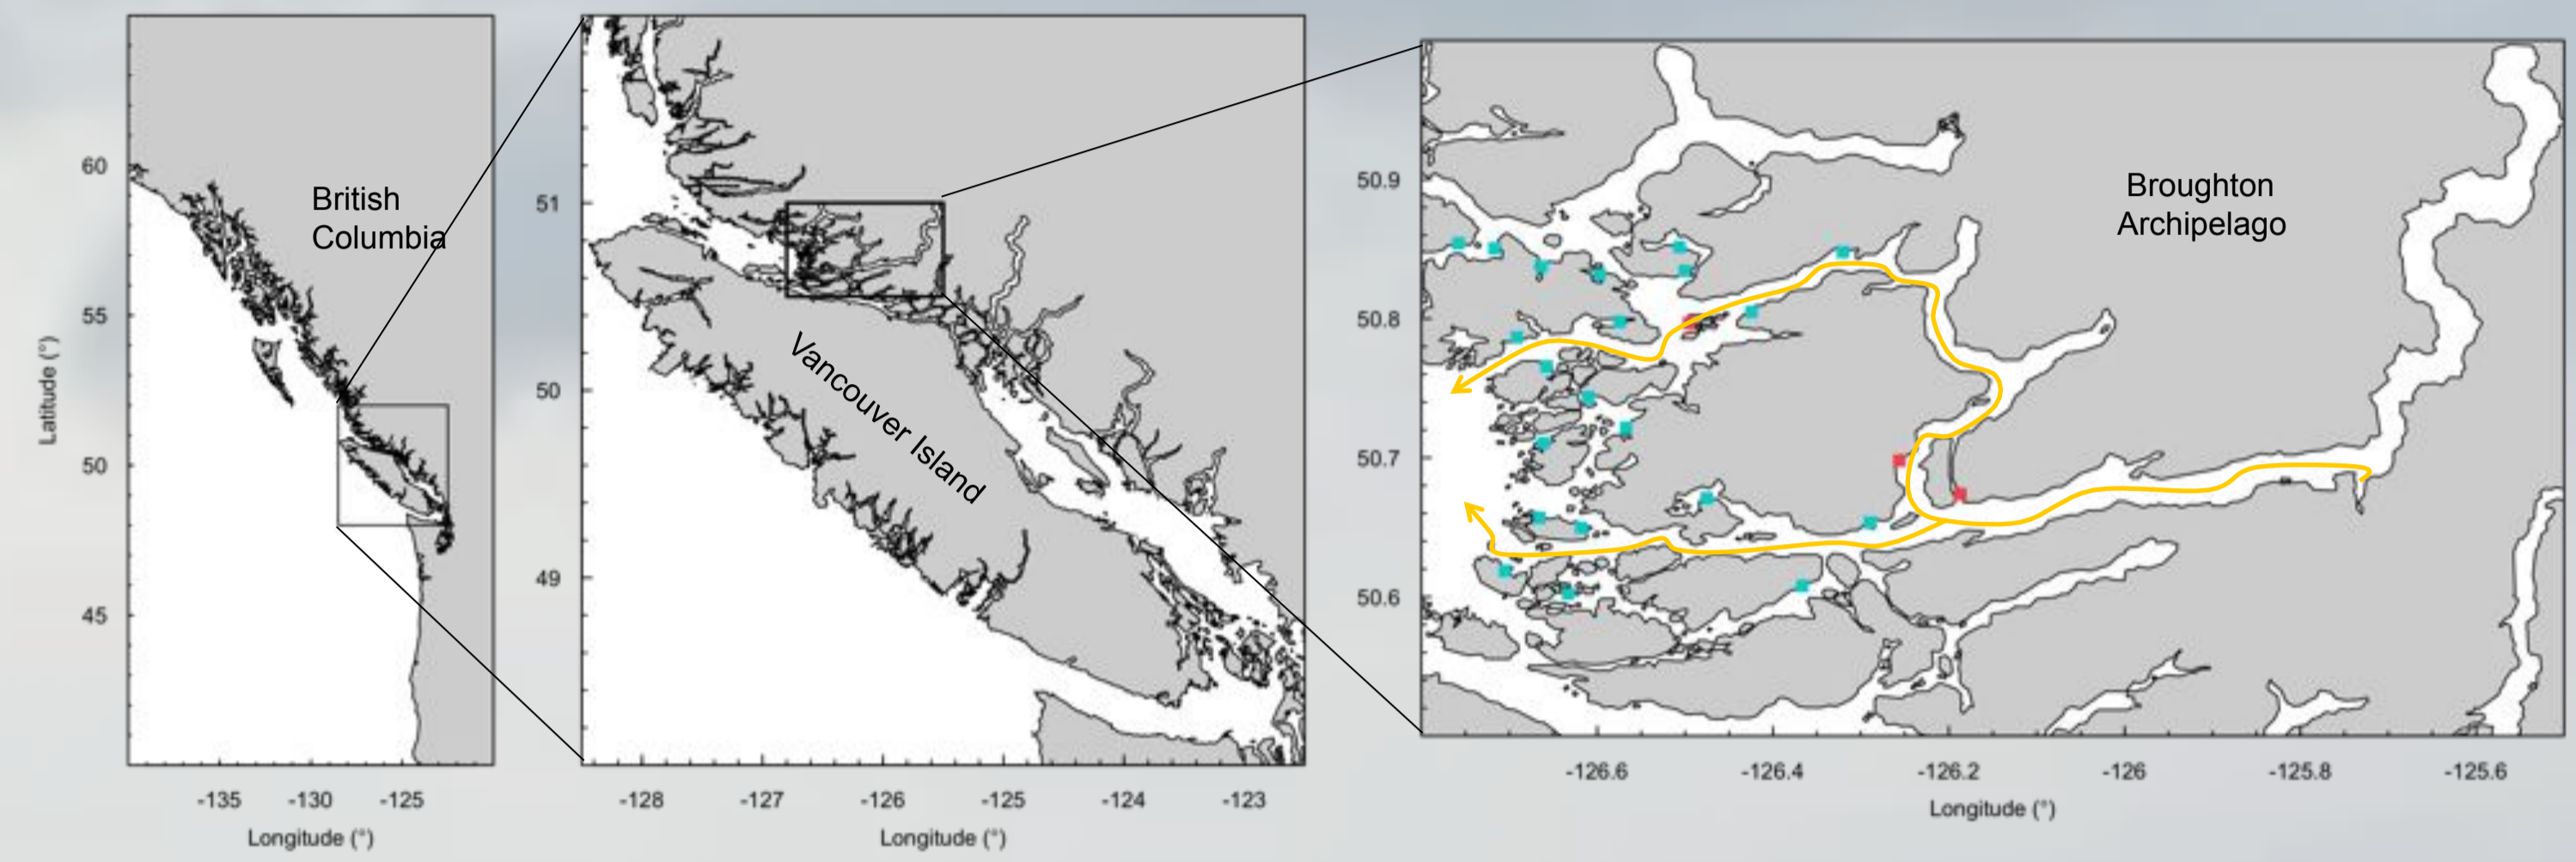 British
Columbia
60
55
50
45
Latitude (°)
-135 -130 -125
Longitude (°)
Vancouver Island
51
50
49
-128 -127 -126 -125 -124 -123
Longitude (°)
Broughton
Archipelago
50.9
50.8
50.7
50.6
-126.6 -126.4 -126.2 -126 -125.8 -125.6
Longitude (°)